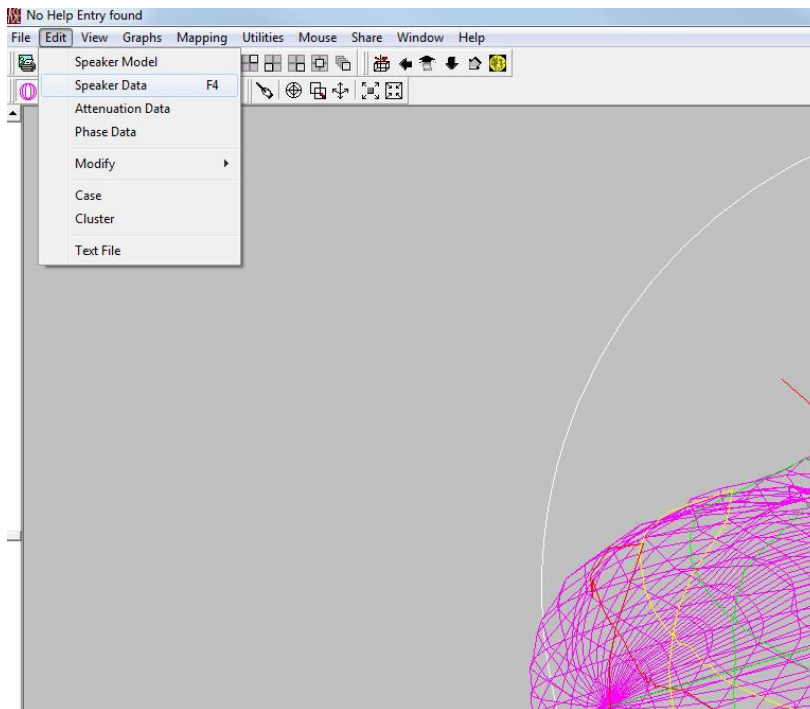 No Help Entry found
File Edit View Graphs Mapping Utilities Mouse Share Window Help
Speaker Model
Speaker Data F4
Attenuation Data
Phase Data
Modify
Case
Cluster
Text File